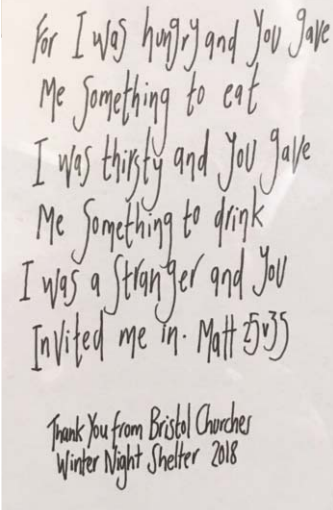 For I was hungry and You gave
Me Something to eat
I was thirsty and You gave
Me Something to drink
I was a Stranger and You
Invited me in. Matt 25v35
Thank You from Bristol Churches
Winter Night Shelter 2018